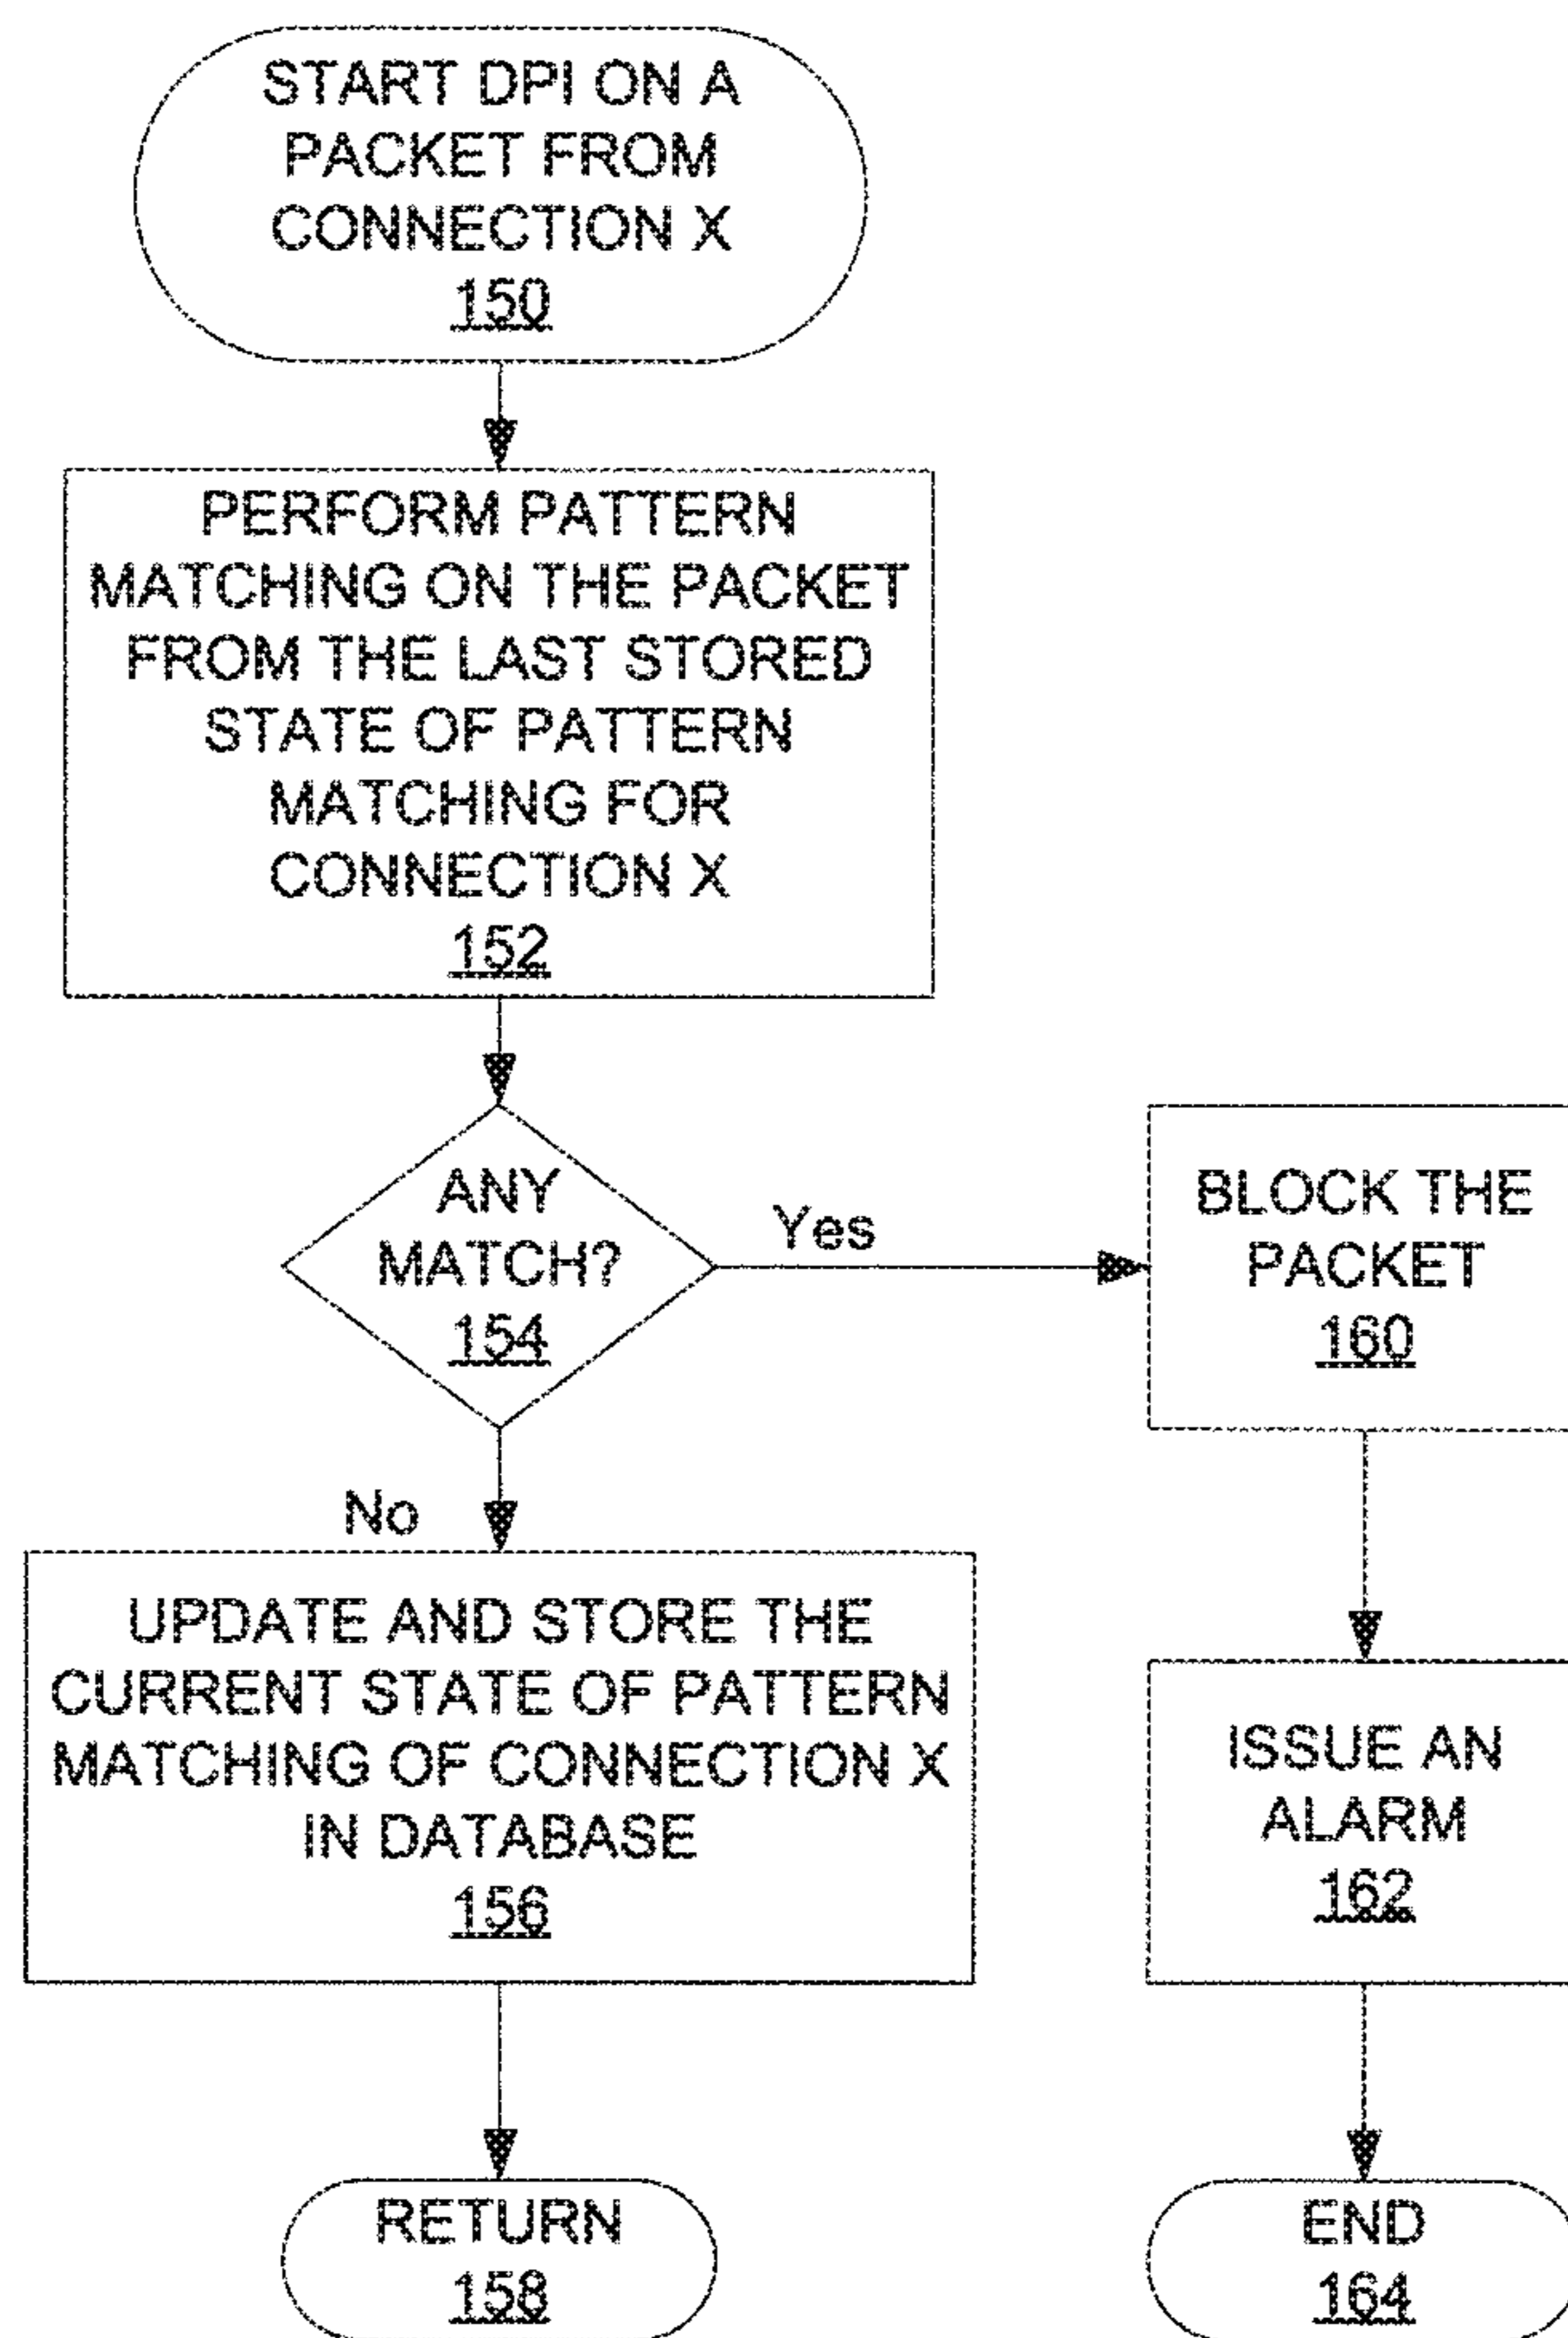 START DPI ON A
PACKET FROM
CONNECTION X
150
PERFORM PATTERN
MATCHING ON THE PACKET
FROM THE LAST STORED
STATE OF PATTERN
MATCHING FOR
CONNECTION X
152
ANY
MATCH?
154
Yes
BLOCK THE
PACKET
160
No
UPDATE AND STORE THE
CURRENT STATE OF PATTERN
MATCHING OF CONNECTION X
IN DATABASE
156
ISSUE AN
ALARM
162
RETURN
158
END
164